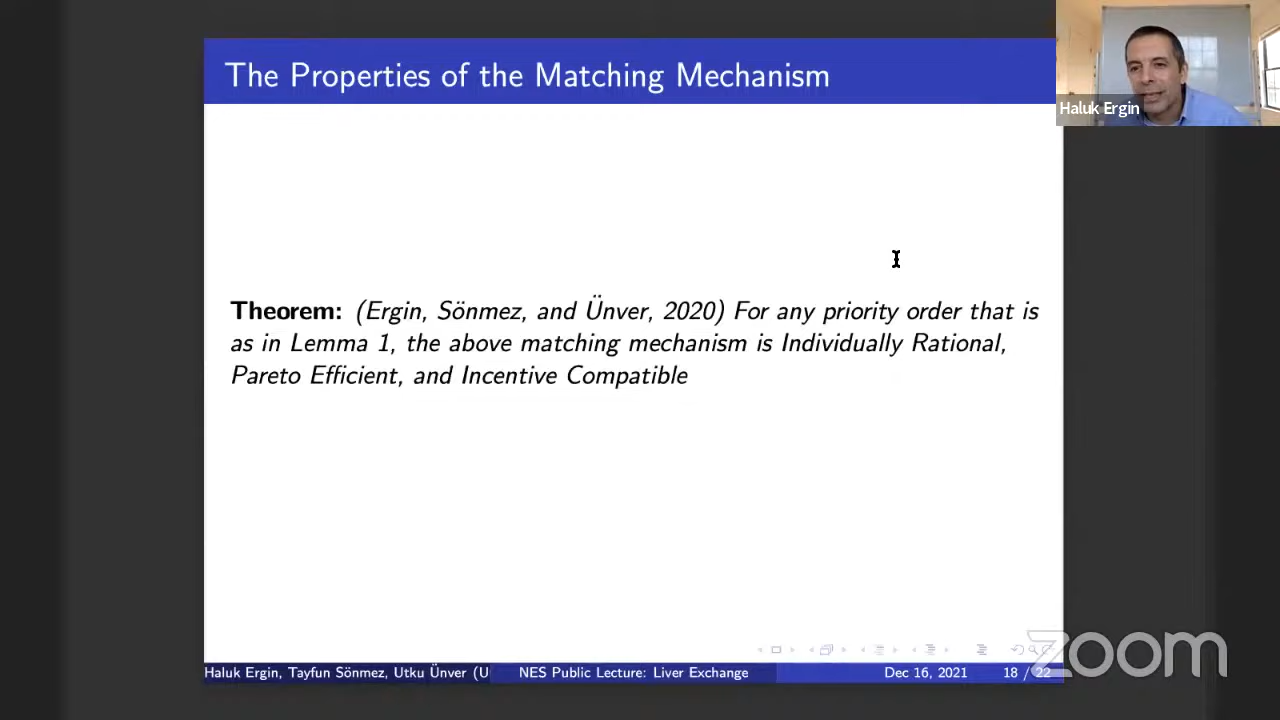 The Properties of the Matching Mechanism
Haluk Ergin
Theorem: (Ergin, Sönmez, and Ünver, 2020) For any priority order that is
as in Lemma 1, the above matching mechanism is Individually Rational,
Pareto Efficient, and Incentive Compatible
Haluk Ergin, Tayfun Sönmez, Utku Ünver (U NES Public Lecture: Liver Exchange Dec 16, 2021 18 / 22
zoom